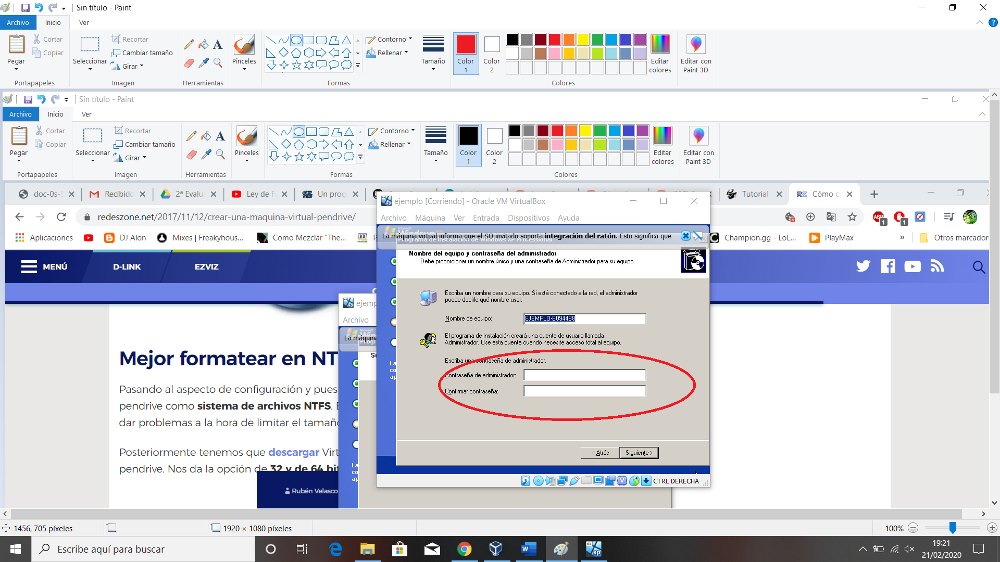 Sin título - Paint
Archivo
Inicio
Ver
Pegar
Cortar
Copiar
Portapapeles
Seleccionar
Recortar
Cambiar tamaño
Girar
Imagen
Herramientas
Pinceles
Contorno
Rellenar
Formas
Tamaño
Color 1
Color 2
Editar colores
Colores
Editar con Paint 3D
Sin título - Paint
Archivo
Inicio
Ver
Pegar
Cortar
Copiar
Portapapeles
Seleccionar
Recortar
Cambiar tamaño
Girar
Imagen
Herramientas
Pinceles
Contorno
Rellenar
Formas
Tamaño
Color 1
Color 2
Editar colores
Colores
Editar con Paint 3D
doc-0s-
Recibido
2ª Evalu
Ley de F
Un prog
Tutorial
Cómo c
redeszone.net/2017/11/12/crear-una-maquina-virtual-pendrive/
Aplicaciones
DJ Alon
Mixes | Freakyhous...
Como Mezclar "The...
Champion.gg - LoL...
PlayMax
Otros marcador
MENÚ
D-LINK
EZVIZ
Mejor formatear en NT
Pasando al aspecto de configuración y pues
pendrive como sistema de archivos NTFS.
dar problemas a la hora de limitar el tamañ
Posteriormente tenemos que descargar Virt
pendrive. Nos da la opción de 32 y de 64 bi
Rubén Velasco
ejemp
Archivo
La máquina
ejemplo [Corriendo] - Oracle VM VirtualBox
Archivo
Máquina
Ver
Entrada
Dispositivos
Ayuda
La máquina virtual informa que el SO invitado soporta integración del ratón. Esto significa que
Programa de instalación de Windows XP Professional
Nombre del equipo y contraseña del administrador
Debe proporcionar un nombre único y una contraseña de Administrador para su equipo.
Escriba un nombre para su equipo. Si está conectado a la red, el administrador
puede decirle qué nombre usar.
Nombre de equipo:
EJEMPLO-E0944B8
El programa de instalación creará una cuenta de usuario llamada
Administrador. Use esta cuenta cuando necesite acceso total al equipo.
Escriba una contraseña de administrador.
Contraseña de administrador:
Confirmar contraseña:
< Atrás
Siguiente >
CTRL DERECHA
1456, 705 píxeles
1920 × 1080 píxeles
100%
Escribe aquí para buscar
19:21
21/02/2020